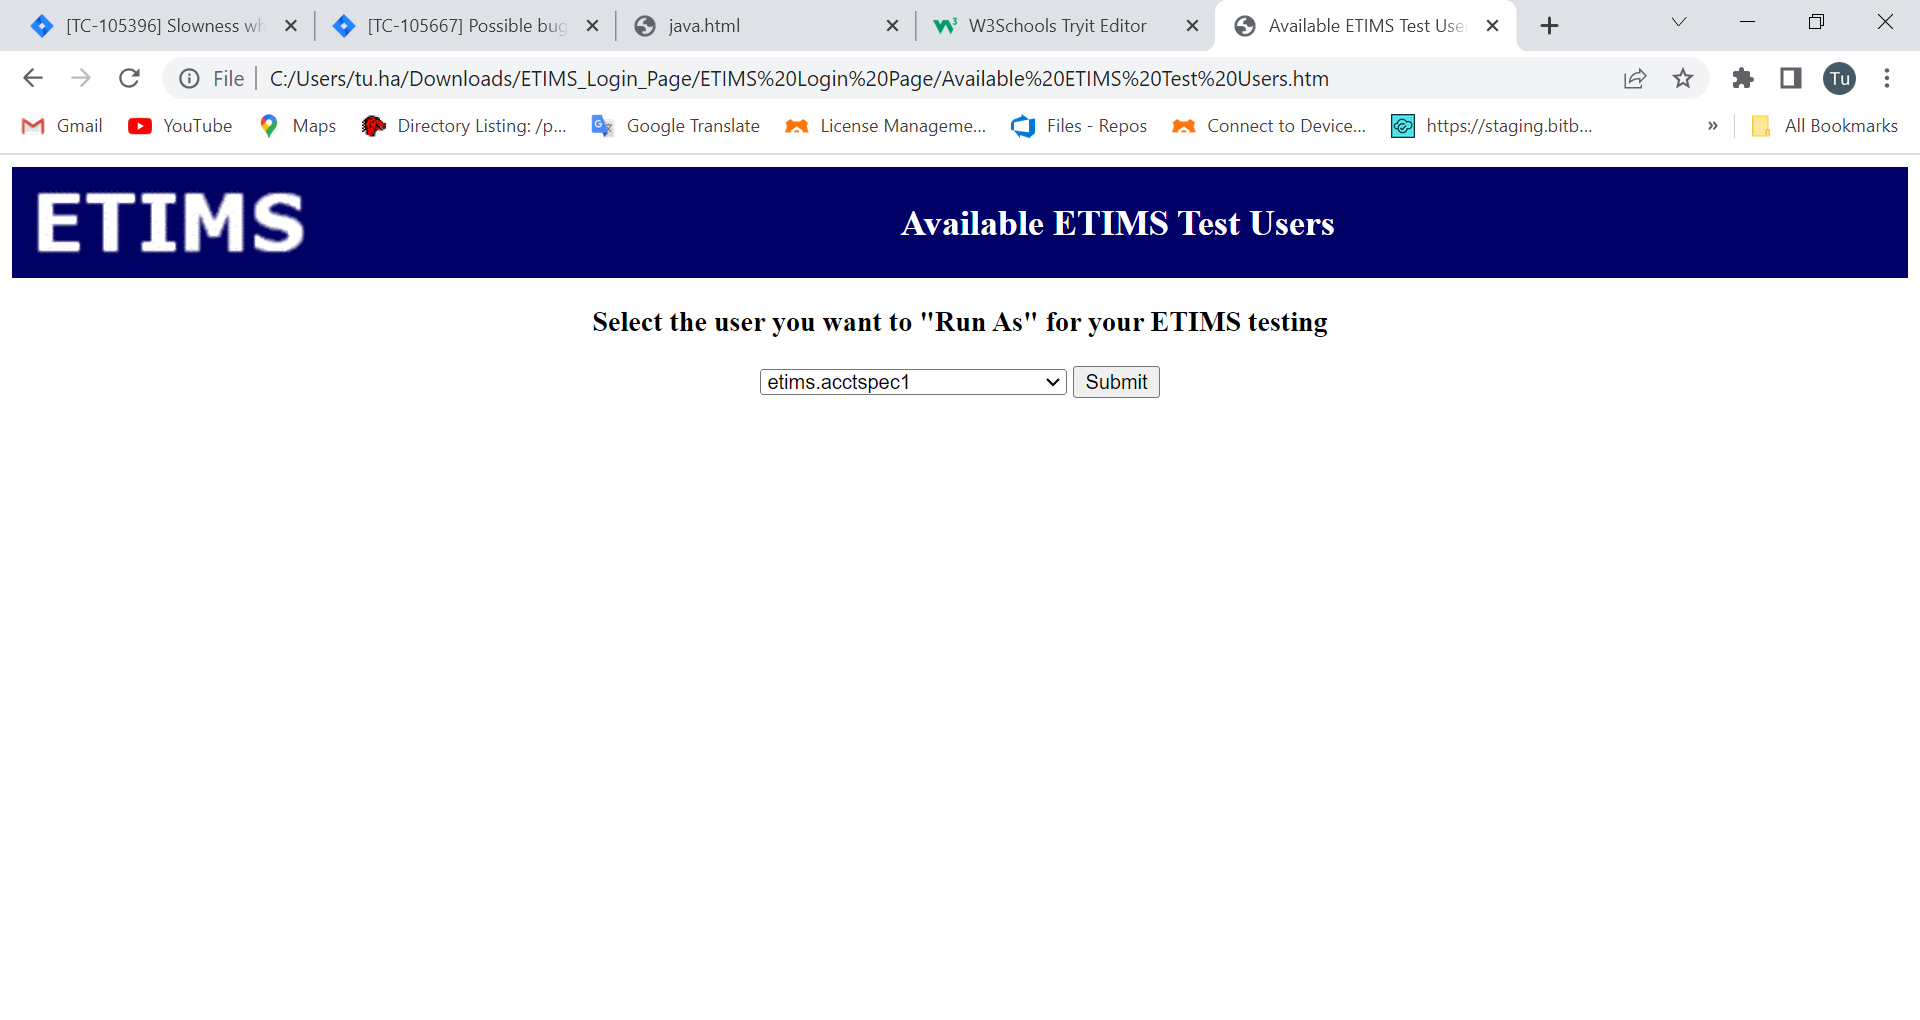 [TC-105396] Slowness wh
[TC-105667] Possible bug
java.html
W3Schools Tryit Editor
Available ETIMS Test Use
File
C:/Users/tu.ha/Downloads/ETIMS_Login_Page/ETIMS%20Login%20Page/Available%20ETIMS%20Test%20Users.htm
Tu
Gmail
YouTube
Maps
Directory Listing: /p...
Google Translate
License Manageme...
Files - Repos
Connect to Device...
https://staging.bitb...
»
All Bookmarks
ETIMS
Available ETIMS Test Users
Select the user you want to "Run As" for your ETIMS testing
etims.acctspec1
Submit